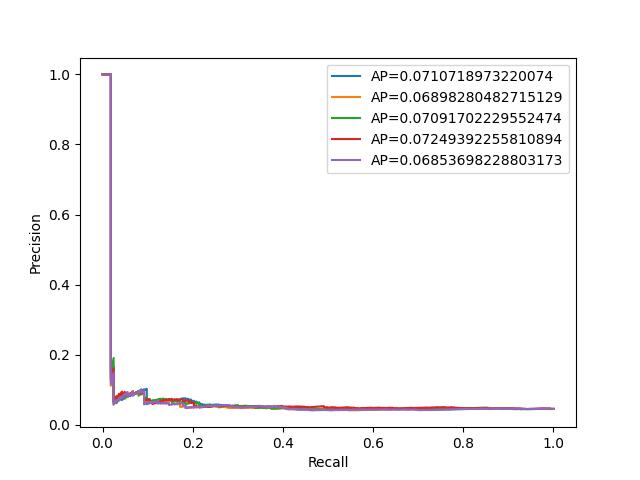 AP=0.0710718973220074
AP=0.06898280482715129
AP=0.07091702229552474
AP=0.07249392255810894
AP=0.06853698228803173
1.0
0.8
0.6
0.4
0.2
0.0
Precision
0.0 0.2 0.4 0.6 0.8 1.0
Recall